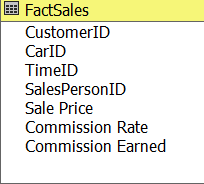 FactSales
CustomerID
CarID
TimeID
SalesPersonID
Sale Price
Commission Rate
Commission Earned